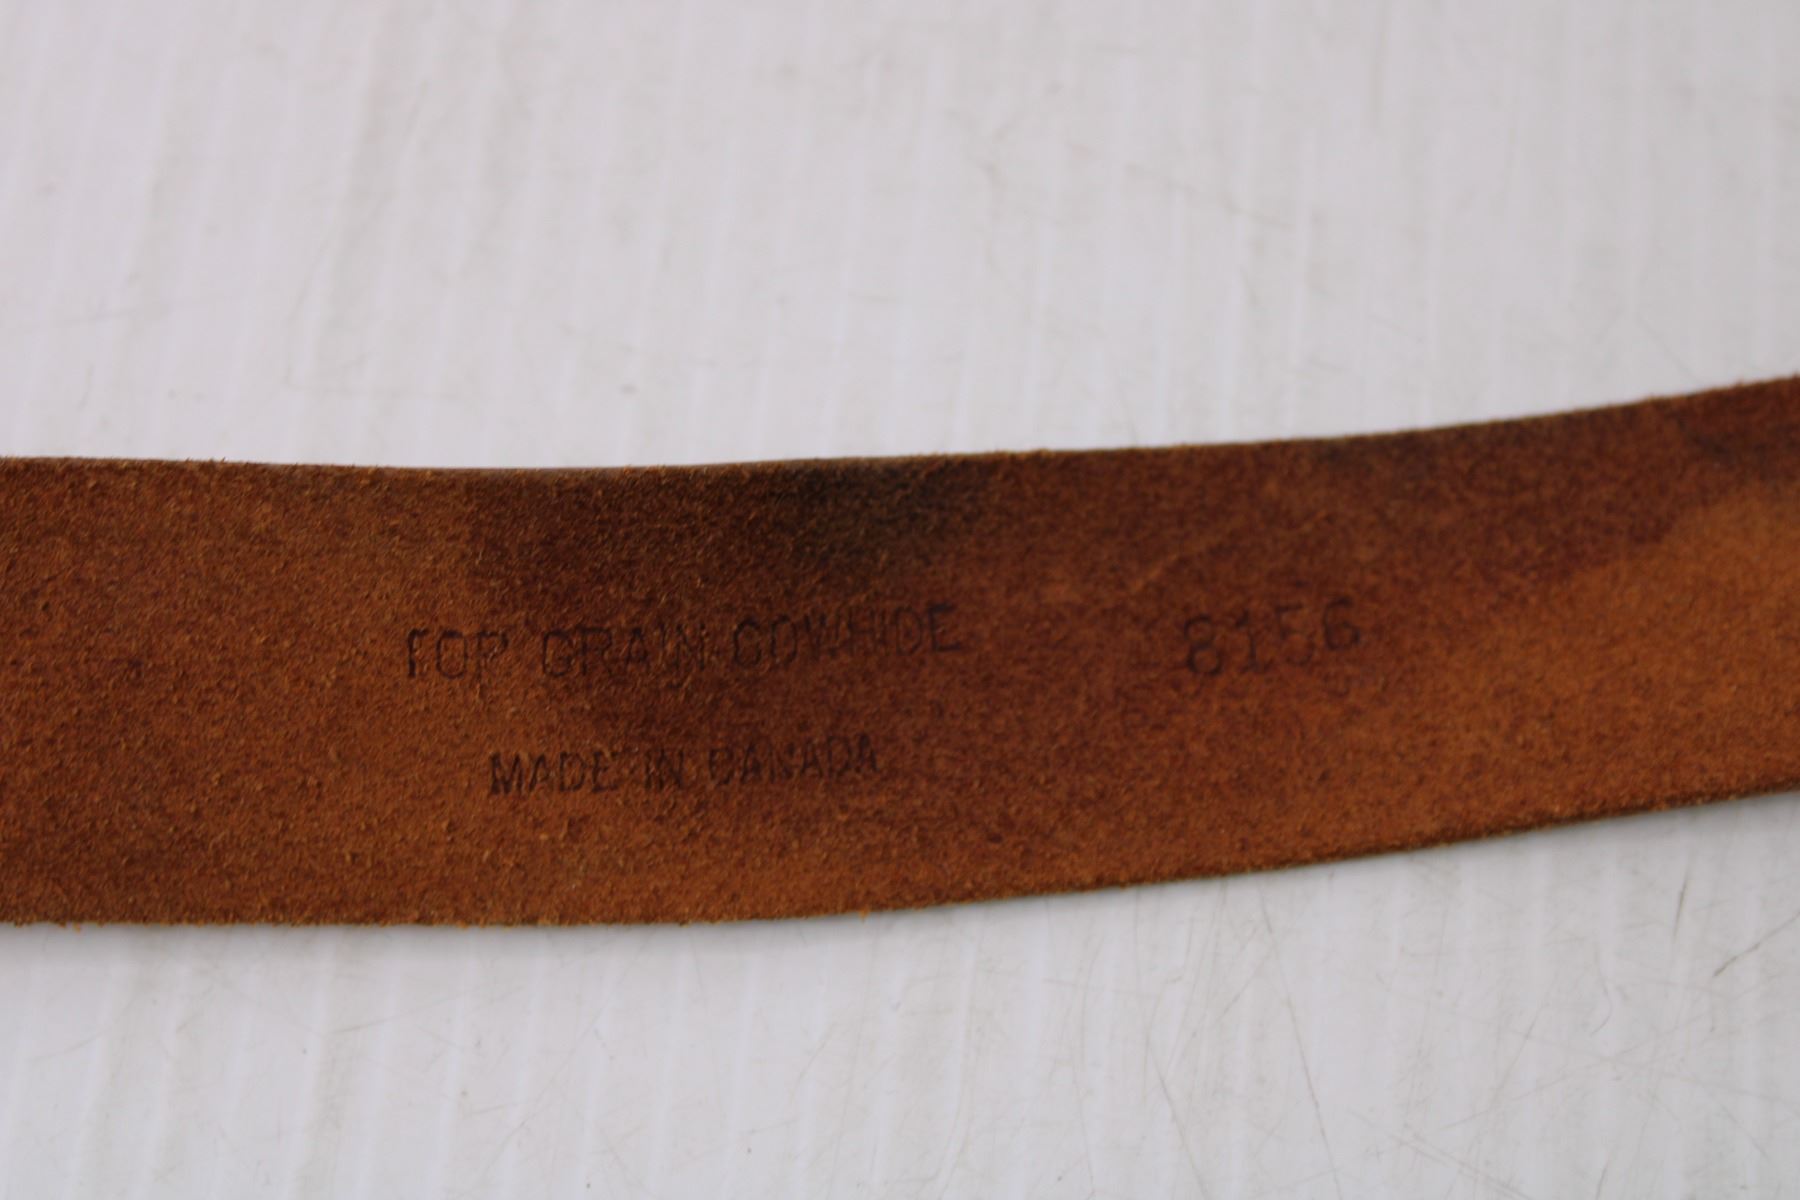 TOP GRAIN COWHIDE 8156
MADE IN CANADA